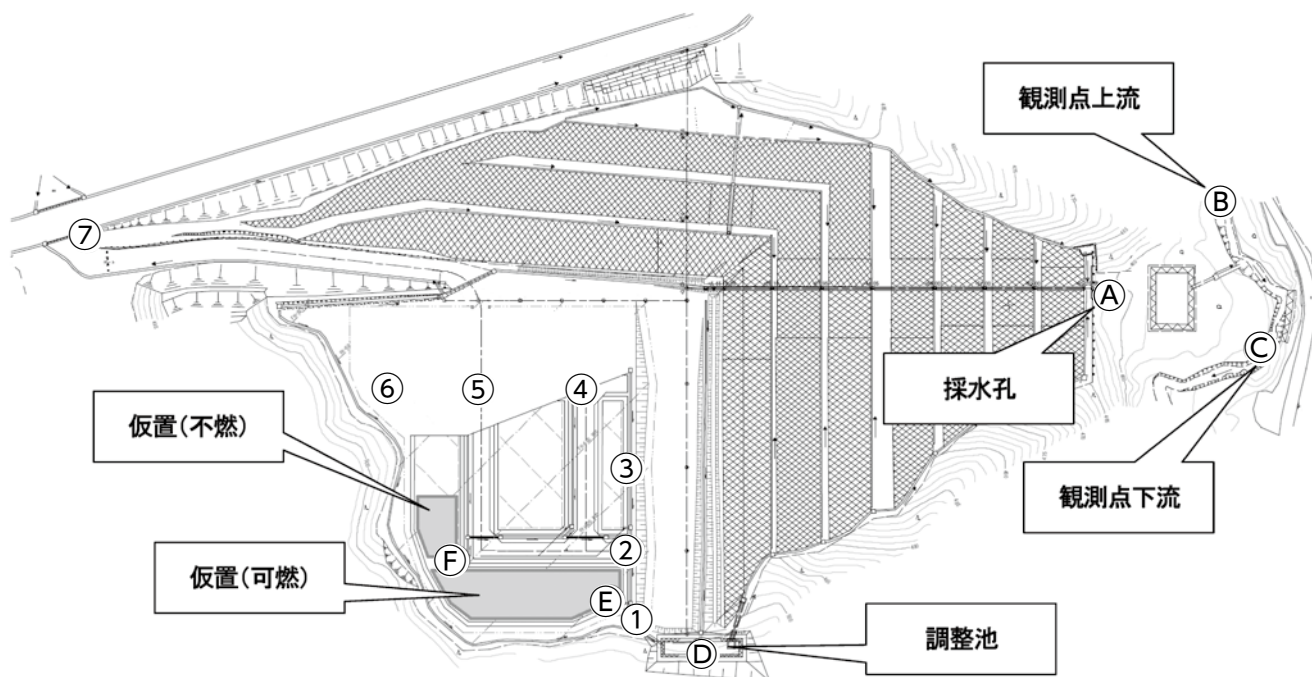 観測点上流
Ⓑ
⑦
Ⓐ
Ⓒ
採水孔
⑥
⑤
④
仮置(不燃)
③
観測点下流
②
Ⓕ
仮置(可燃)
Ⓔ
①
調整池
Ⓓ